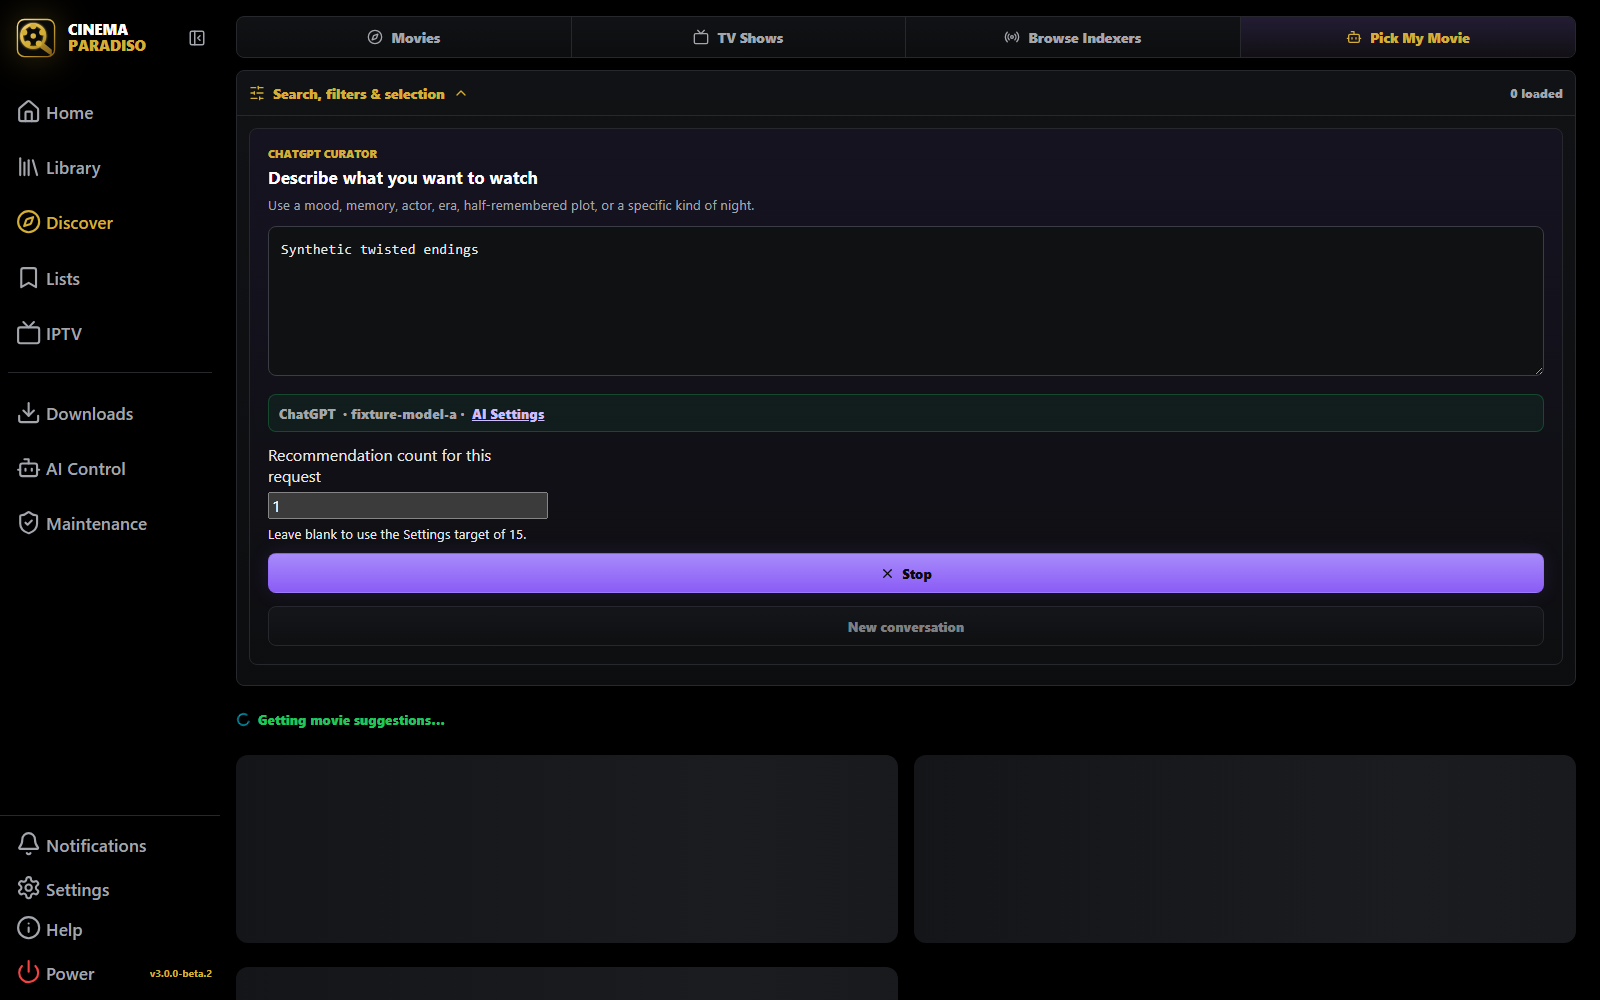 CINEMA
PARADISO
Home
Library
Discover
Lists
IPTV
Downloads
AI Control
Maintenance
Notifications
Settings
Help
Power
v3.0.0-beta.2
Movies
TV Shows
Browse Indexers
Pick My Movie
Search, filters & selection
0 loaded
CHATGPT CURATOR
Describe what you want to watch
Use a mood, memory, actor, era, half-remembered plot, or a specific kind of night.
Synthetic twisted endings
ChatGPT · fixture-model-a · AI Settings
Recommendation count for this
request
1
Leave blank to use the Settings target of 15.
Stop
New conversation
Getting movie suggestions...